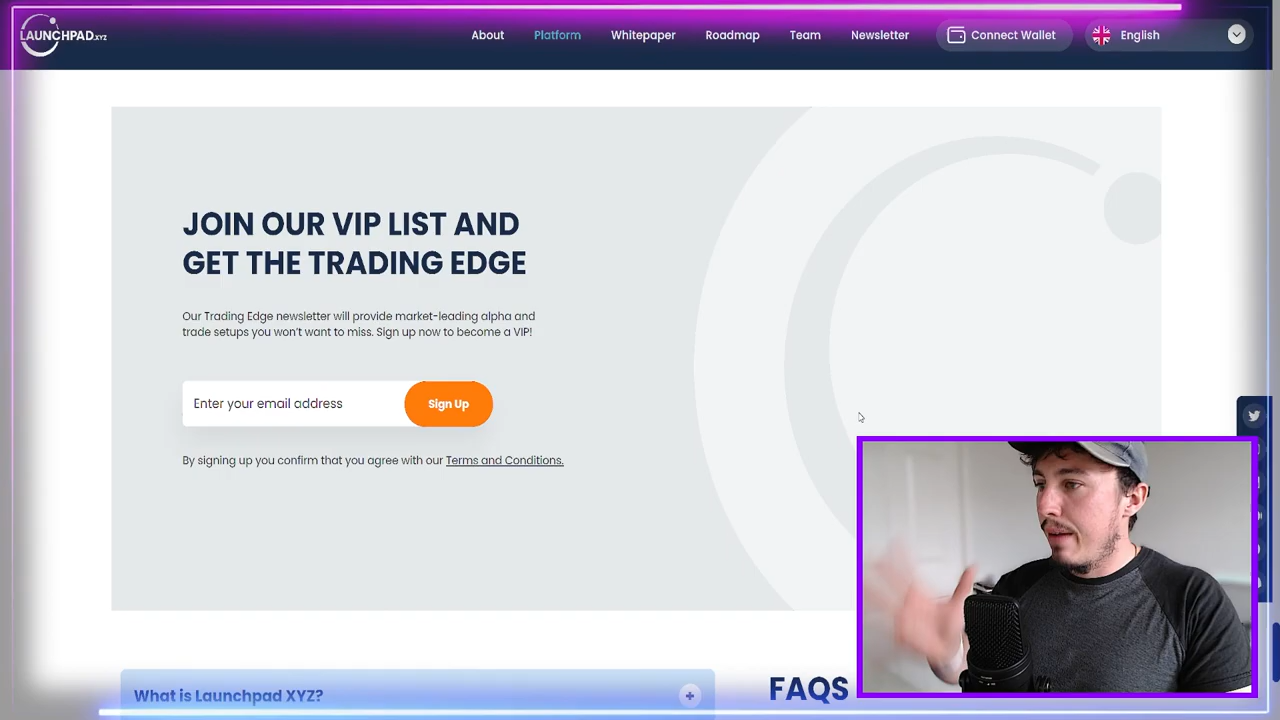 LAUNCHPAD.XYZ
About
Platform
Whitepaper
Roadmap
Team
Newsletter
Connect Wallet
English
JOIN OUR VIP LIST AND
GET THE TRADING EDGE
Our Trading Edge newsletter will provide market-leading alpha and
trade setups you won't want to miss. Sign up now to become a VIP!
Enter your email address
Sign Up
By signing up you confirm that you agree with our Terms and Conditions.
What is Launchpad XYZ?
FAQS